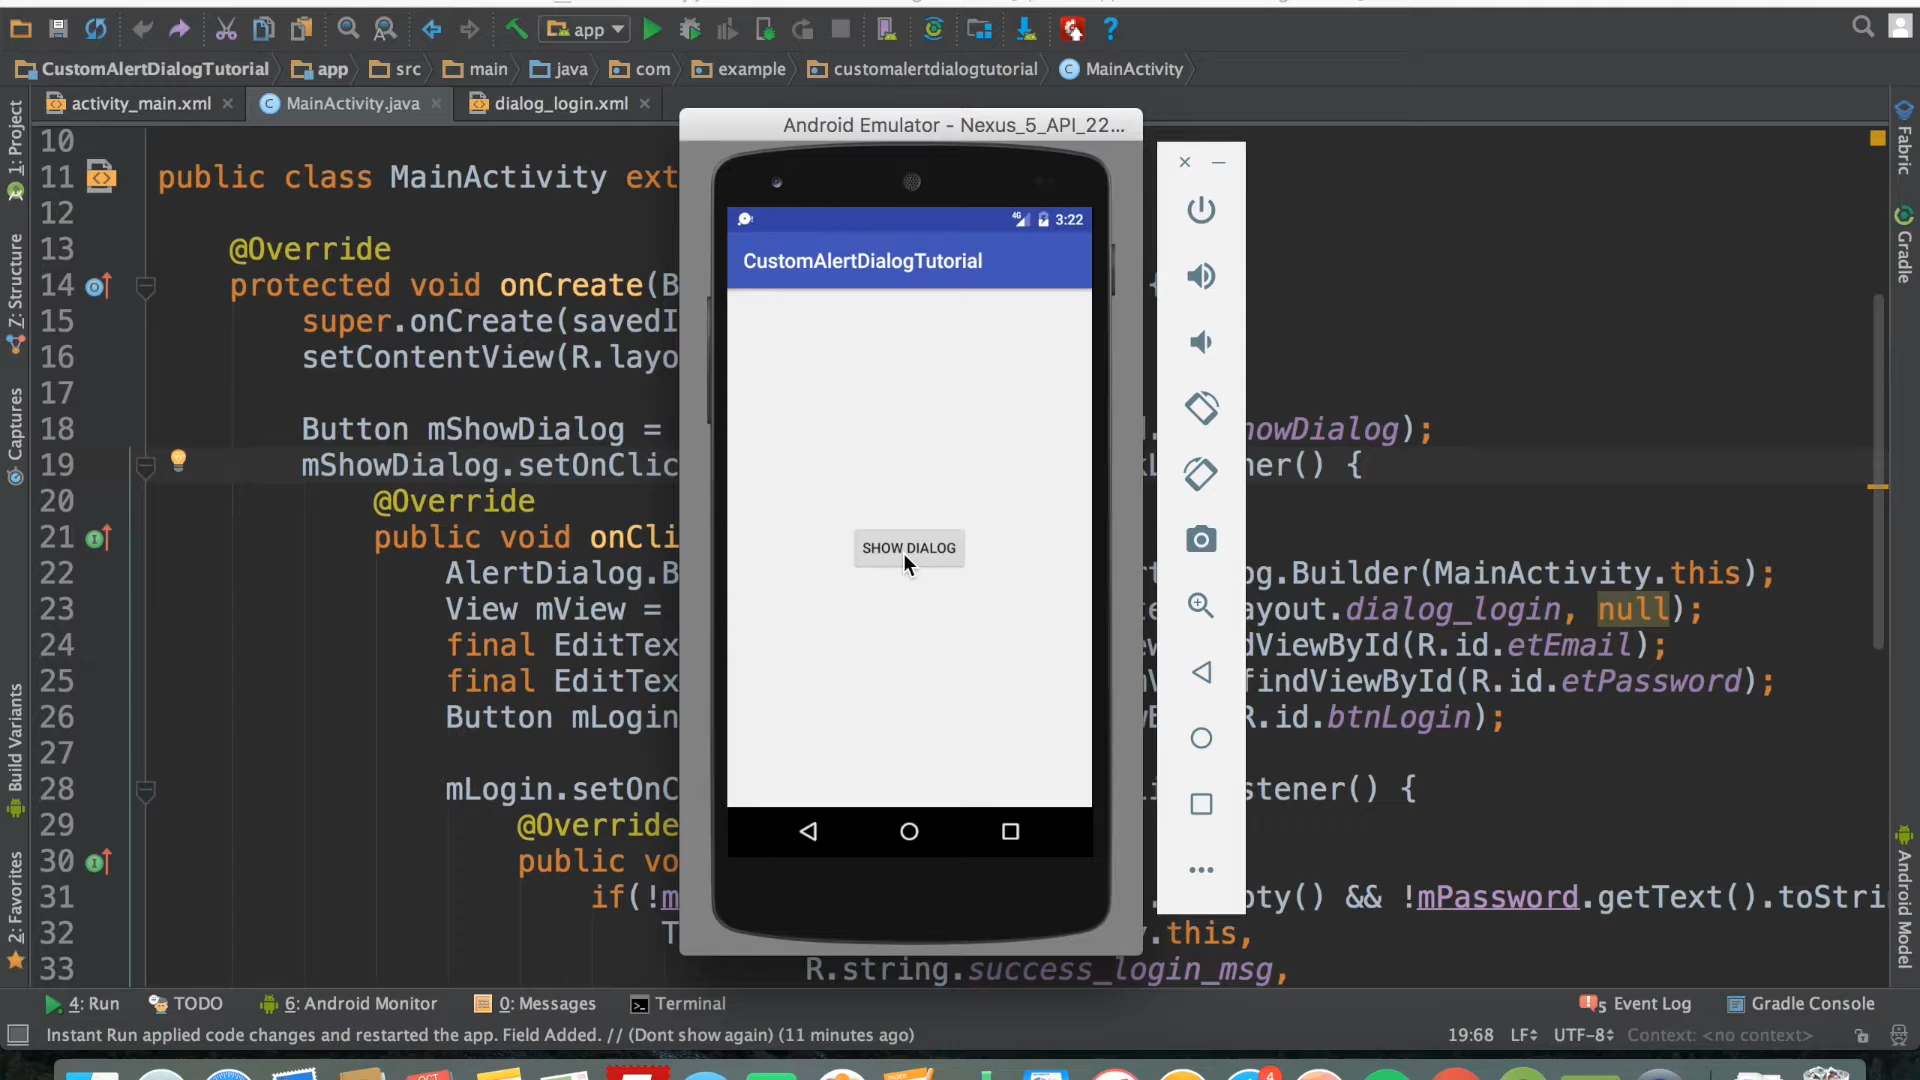 app
CustomAlertDialogTutorial
app
src
main
java
com
example
customalertdialogtutorial
MainActivity
activity_main.xml
MainActivity.java
dialog_login.xml
Android Emulator - Nexus_5_API_22...
4G
3:22
CustomAlertDialogTutorial
SHOW DIALOG
1: Project
Z: Structure
Captures
Build Variants
2: Favorites
Fabric
Gradle
Android Model
10
11 public class MainActivity ext
12
13 @Override
14 protected void onCreate(B {
15 super.onCreate(savedI
16 setContentView(R.layo
17
18 Button mShowDialog = howDialog);
19 mShowDialog.setOnClic ner() {
20 @Override
21 public void onCli
22 AlertDialog.B og.Builder(MainActivity.this);
23 View mView = ayout.dialog_login, null);
24 final EditTex dViewById(R.id.etEmail);
25 final EditTex findViewById(R.id.etPassword);
26 Button mLogin R.id.btnLogin);
27
28 mLogin.setOnC stener() {
29 @Override
30 public vo
31 if(!m pty() && !mPassword.getText().toStri
32 T .this,
33 R.string.success_login_msg,
4: Run
TODO
6: Android Monitor
0: Messages
Terminal
5 Event Log
Gradle Console
Instant Run applied code changes and restarted the app. Field Added. // (Dont show again) (11 minutes ago)
19:68
LF
UTF-8
Context: <no context>
OCT
4